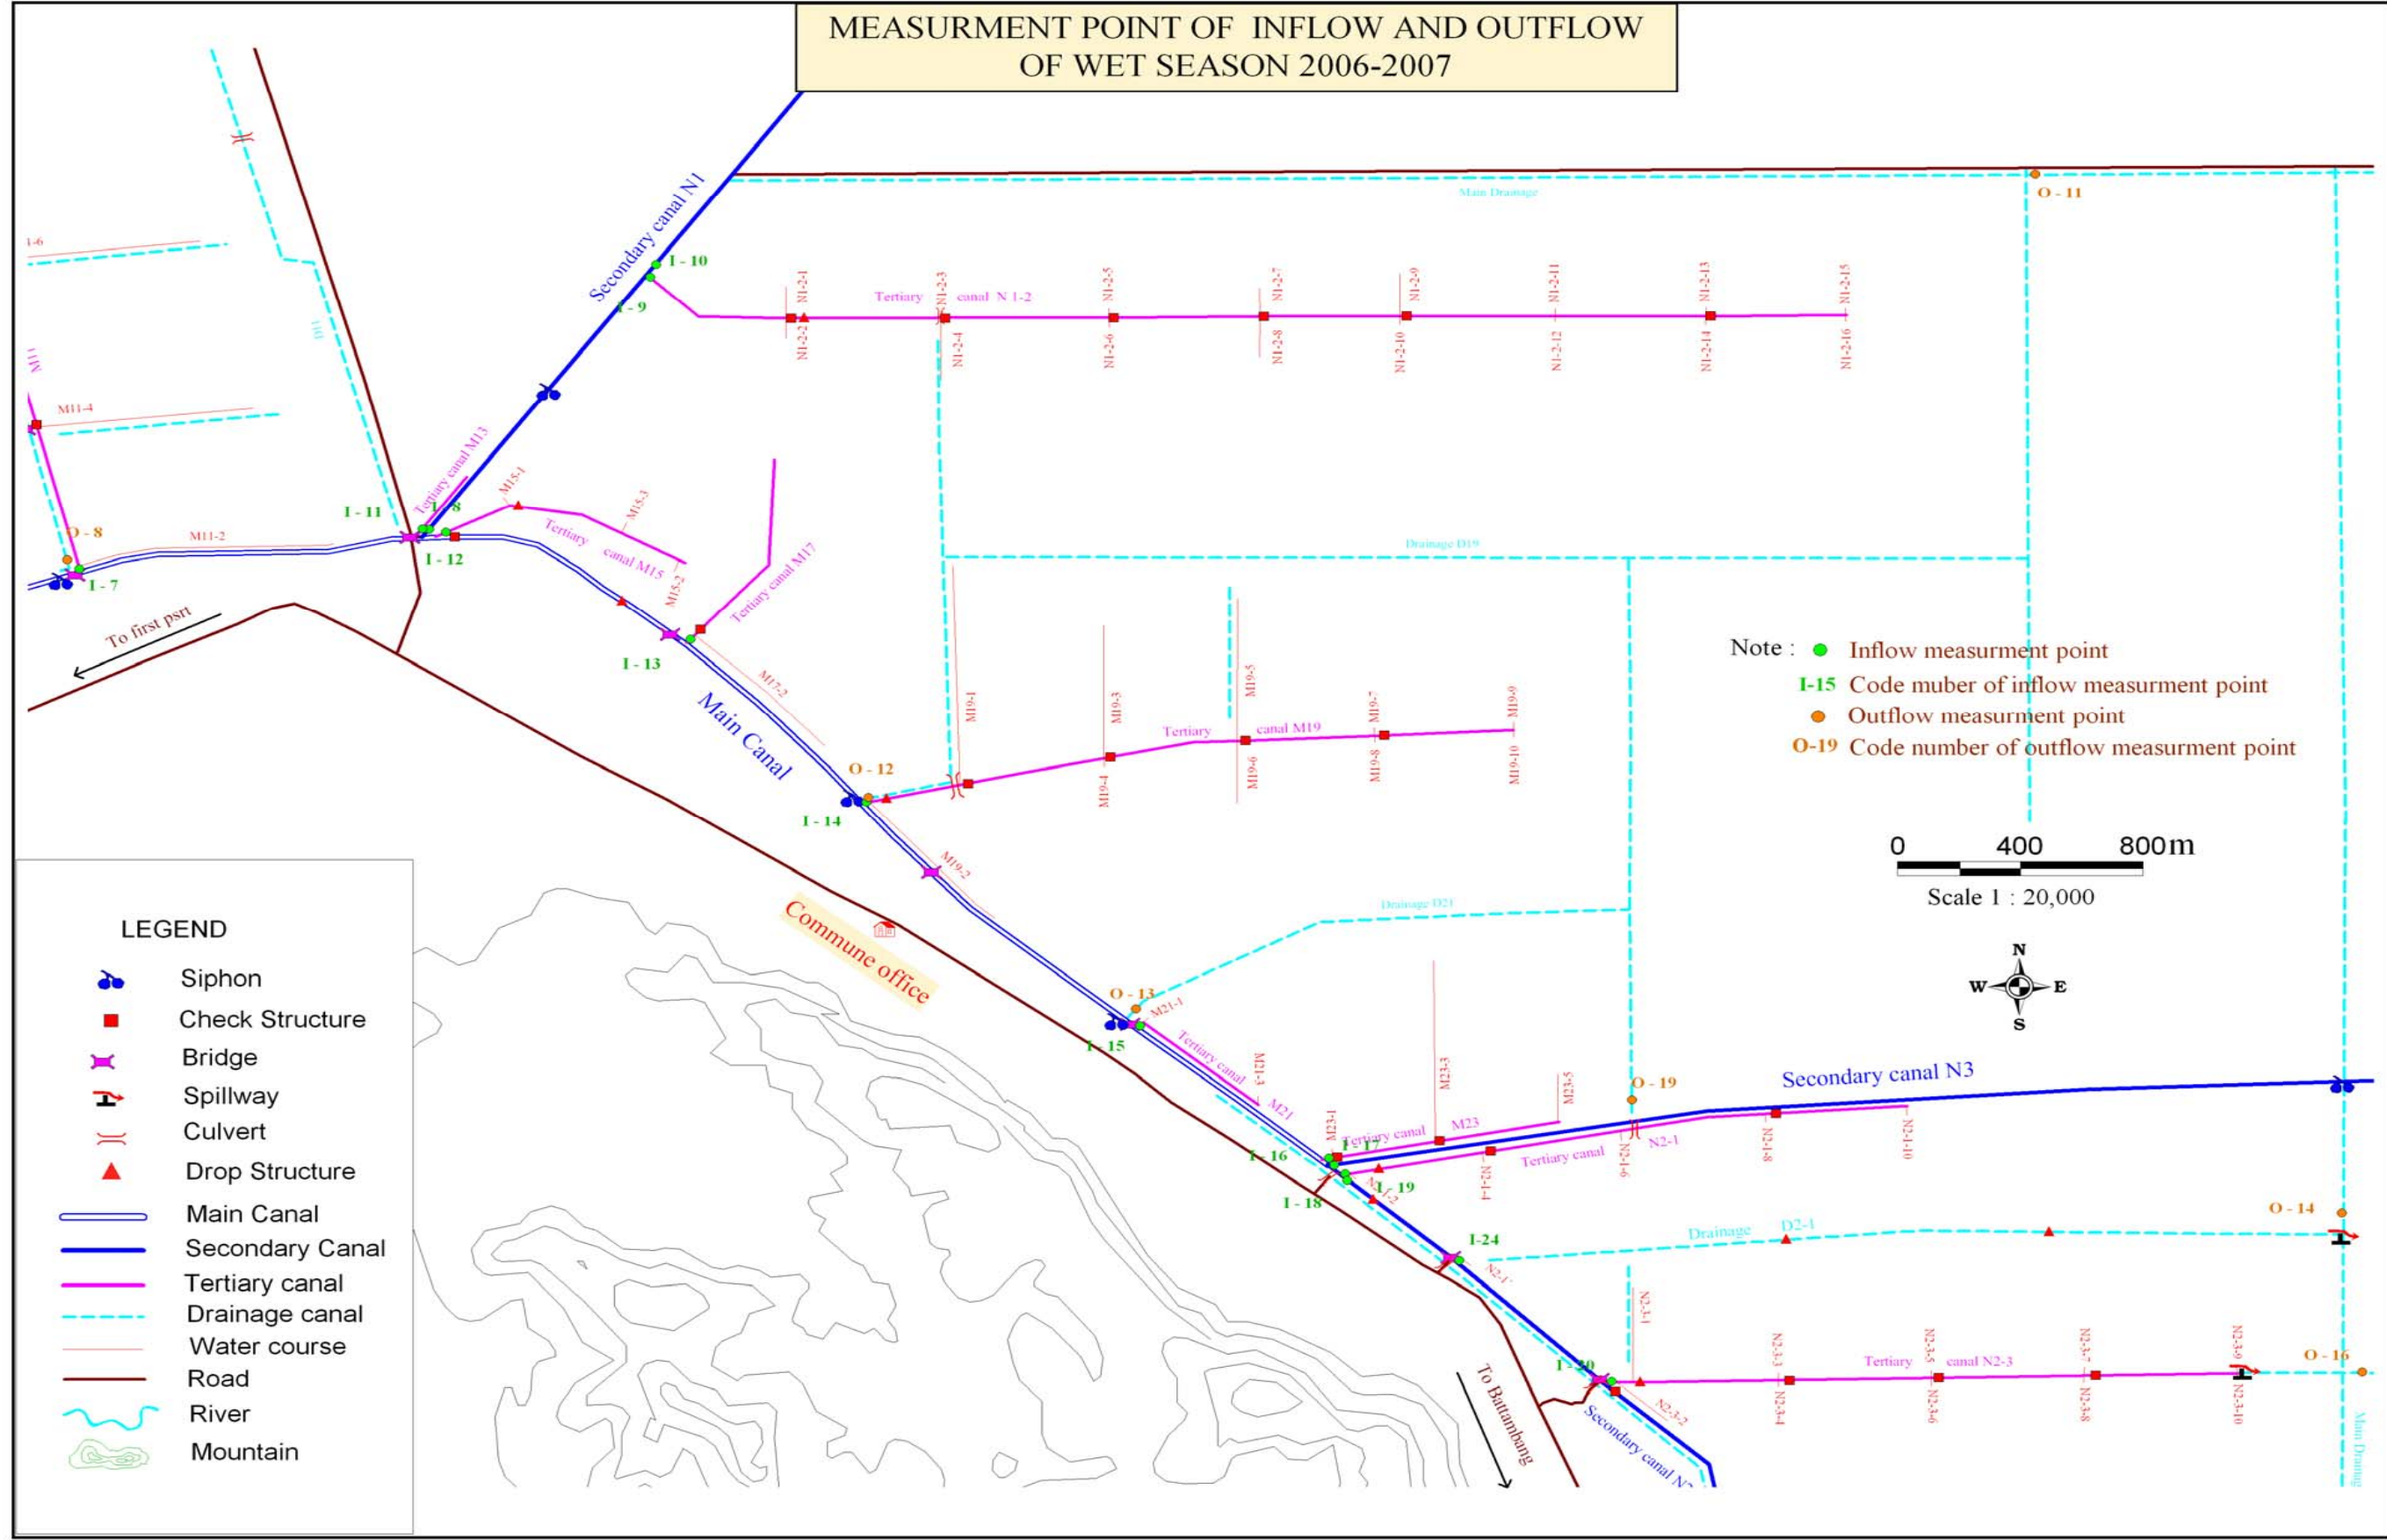 MEASURMENT POINT OF INFLOW AND OUTFLOW
OF WET SEASON 2006-2007
Secondary canal N1
Main Drainage
O - 11
I - 10
I - 9
1-6
Tertiary canal N 1-2
N1-2-1
N1-2-2
N1-2-3
N1-2-4
N1-2-5
N1-2-6
N1-2-7
N1-2-8
N1-2-9
N1-2-10
N1-2-11
N1-2-12
N1-2-13
N1-2-14
N1-2-15
N1-2-16
M11-4
Tertiary canal M13
I - 11
I - 8
M15-1
M15-3
O - 8
M11-2
I - 12
Tertiary canal M15
M15-2
Tertiary canal M17
I - 7
To first psrt
I - 13
M17-2
Main Canal
Drainage D19
M19-1
M19-3
M19-4
M19-5
M19-6
M19-7
M19-8
M19-9
M19-10
Tertiary canal M19
O - 12
I - 14
M19-2
Note :
Inflow measurment point
I-15 Code muber of inflow measurment point
Outflow measurment point
O-19 Code number of outflow measurment point
0 400 800m
Scale 1 : 20,000
N
W E
S
Commune office
Drainage D21
O - 13
M21-1
I - 15
Tertiary canal M21
M21-3
M23-1
M23-3
M23-5
Tertiary canal M23
I - 17
I - 16
O - 19
Secondary canal N3
I - 18
I - 19
N2-1-2
N2-1-4
Tertiary canal N2-1
N2-1-6
N2-1-8
N2-1-10
O - 14
Drainage D2-1
I-24
N2-1'
N2-3-1
I - 20
N2-3-2
N2-3-3
N2-3-4
N2-3-5
N2-3-6
Tertiary canal N2-3
N2-3-7
N2-3-8
N2-3-9
N2-3-10
O - 16
To Battambang
Secondary canal N2
Main Drainag
LEGEND
Siphon
Check Structure
Bridge
Spillway
Culvert
Drop Structure
Main Canal
Secondary Canal
Tertiary canal
Drainage canal
Water course
Road
River
Mountain